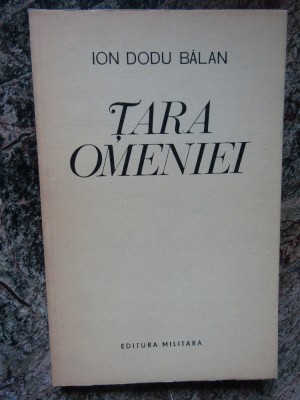 ION DODU BĂLAN
ȚARA
OMENIEI
EDITURA MILITARĂ